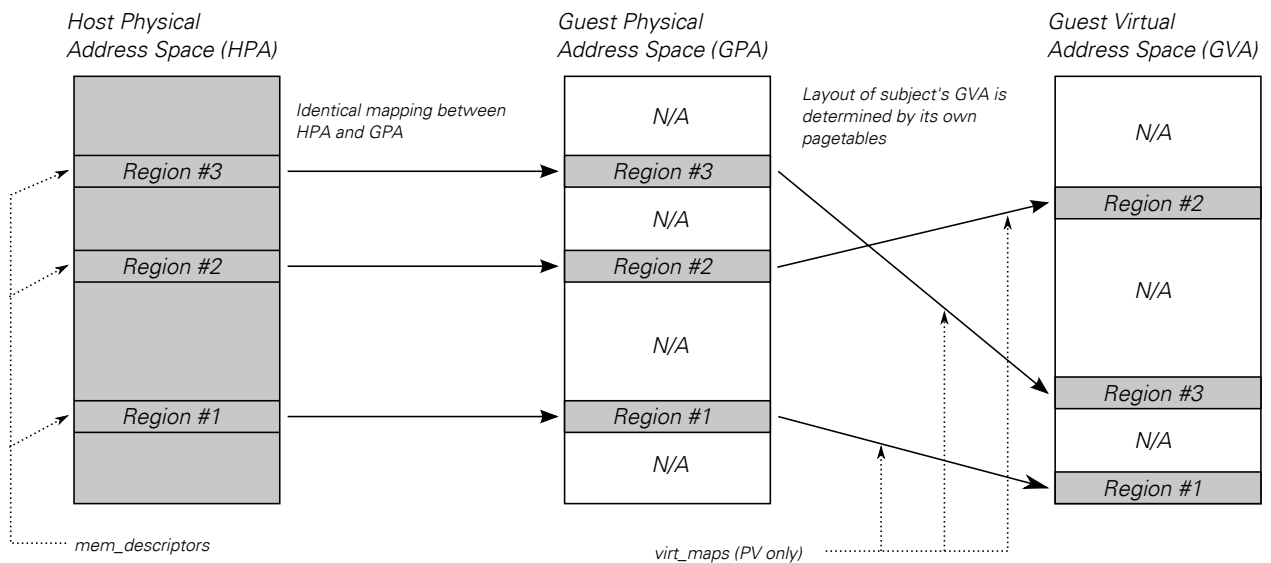 Host Physical
Address Space (HPA)
Guest Physical
Address Space (GPA)
Guest Virtual
Address Space (GVA)
Identical mapping between
HPA and GPA
Layout of subject's GVA is
determined by its own
pagetables
Region #3
Region #2
Region #1
N/A
Region #3
N/A
Region #2
N/A
Region #1
N/A
N/A
Region #2
N/A
Region #3
N/A
Region #1
mem_descriptors
virt_maps (PV only)